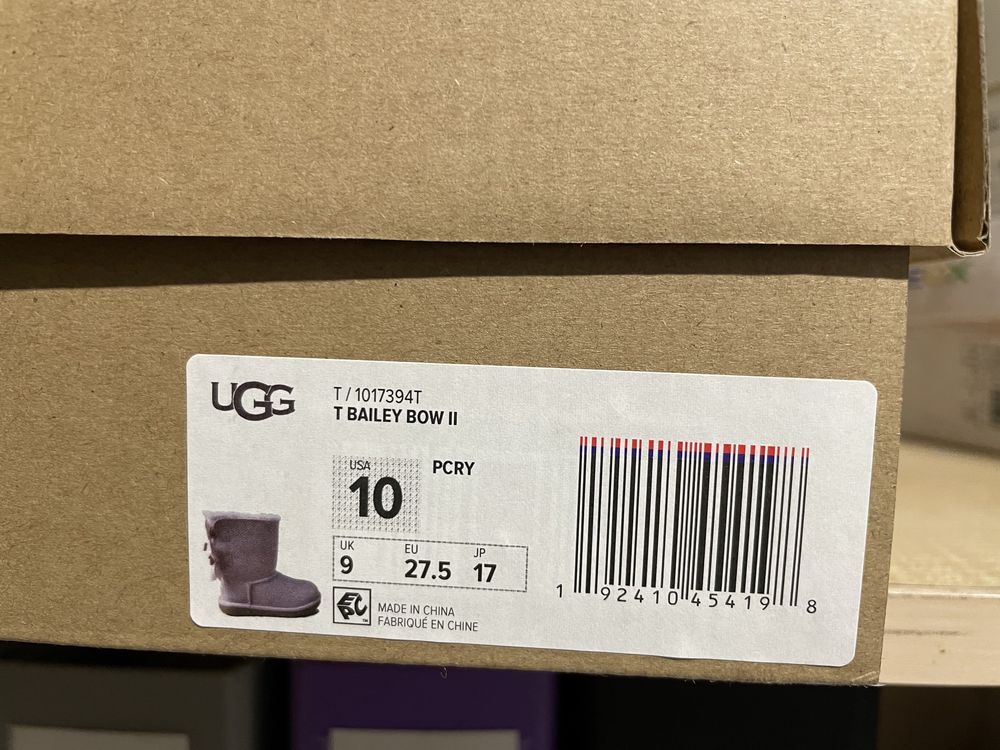 UGG
T / 1017394T
T BAILEY BOW II
USA
10
PCRY
UK
9
EU
27.5
JP
17
EPC™
MADE IN CHINA
FABRIQUÉ EN CHINE
1 92410 45419 8